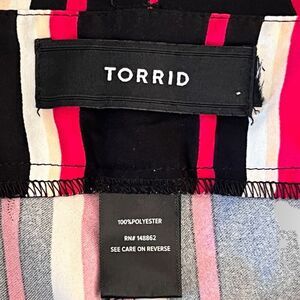 TORRID
100%POLYESTER
RN# 148862
SEE CARE ON REVERSE